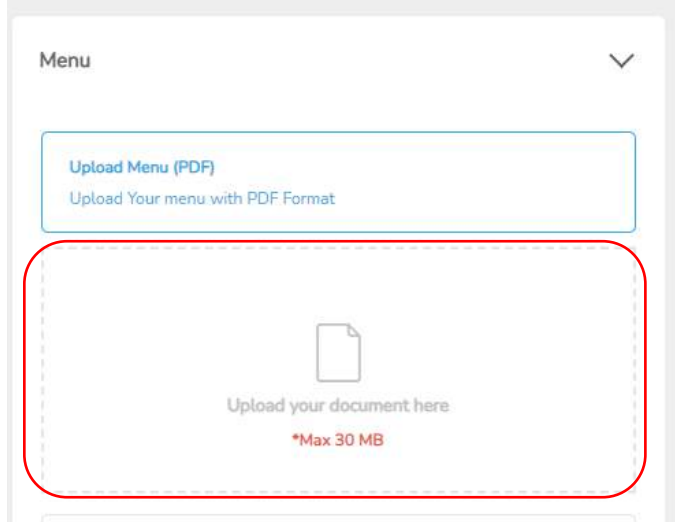 Menu
Upload Menu (PDF)
Upload Your menu with PDF Format
Upload your document here
*Max 30 MB